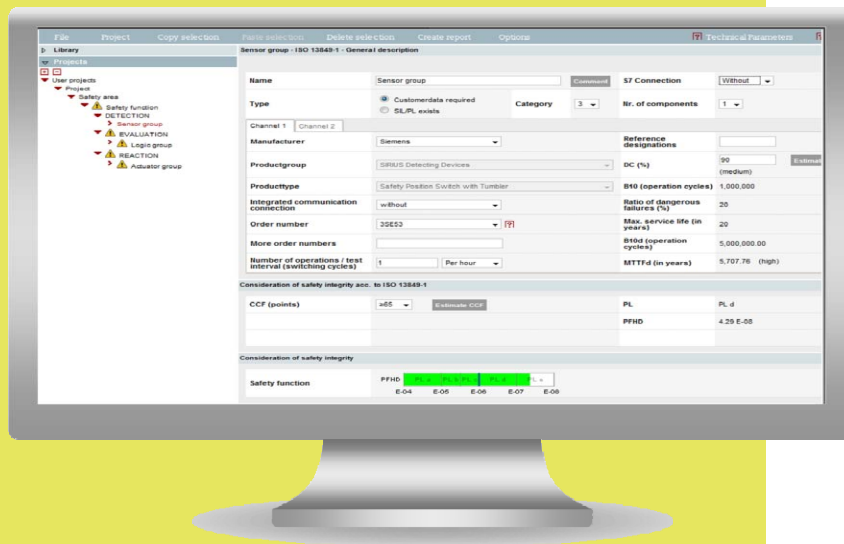 File Project Copy selection Paste selection Delete selection Create report Options Technical Parameters
Library
Projects
User projects
Project
Safety area
Safety function
DETECTION
Sensor group
EVALUATION
Logic group
REACTION
Actuator group
Sensor group - ISO 13849-1 - General description
Name Sensor group Comment S7 Connection Without
Type Customerdata required Category 3 Nr. of components 1
SIL/PL exists
Channel 1 Channel 2
Manufacturer Siemens Reference designations
Productgroup SIRIUS Detecting Devices DC (%) 90 Estimat
(medium)
Producttype Safety Position Switch with Tumbler B10 (operation cycles) 1,000,000
Integrated communication connection without Ratio of dangerous failures (%) 20
Order number 3SE53 Max. service life (in years) 20
More order numbers B10d (operation cycles) 5,000,000.00
Number of operations / test interval (switching cycles) 1 Per hour MTTFd (in years) 5,707.76 (high)
Consideration of safety integrity acc. to ISO 13849-1
CCF (points) ≥65 Estimate CCF PL PL d
PFHD 4.29 E-08
Consideration of safety integrity
Safety function PFHD PL a PL b PL c PL d PL e
E-04 E-05 E-06 E-07 E-08